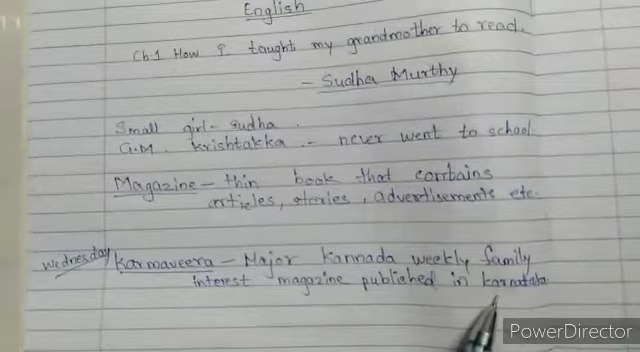 English
Ch.1 How I taught my grandmother to read.
- Sudha Murthy
Small girl - sudha.
G.M. Krishtakka - never went to school
Magazine - thin book that contains
articles, stories, advertisements etc.
Wednesday Karmaveera - Major Kannada weekly family
interest magazine published in Karnataka
PowerDirector